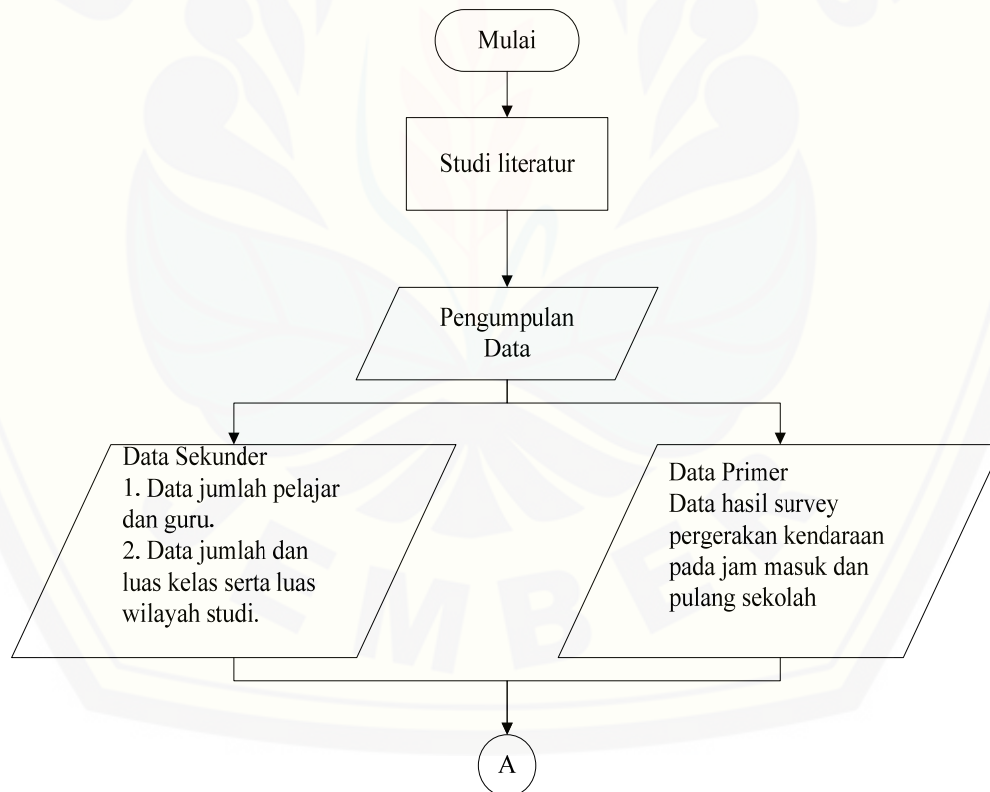 Mulai
Studi literatur
Pengumpulan
Data
Data Sekunder
1. Data jumlah pelajar
dan guru.
2. Data jumlah dan
luas kelas serta luas
wilayah studi.
Data Primer
Data hasil survey
pergerakan kendaraan
pada jam masuk dan
pulang sekolah
A
EMBER